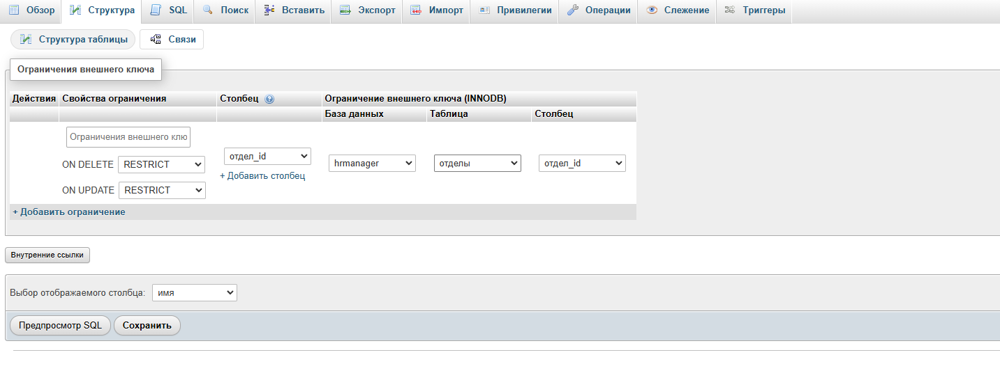 Обзор Структура SQL Поиск Вставить Экспорт Импорт Привилегии Операции Слежение Триггеры
Структура таблицы Связи
Ограничения внешнего ключа
Действия Свойства ограничения Столбец Ограничение внешнего ключа (INNODB)
База данных Таблица Столбец
Ограничения внешнего клю
ON DELETE RESTRICT
отдел_id
hrmanager отделы отдел_id
+ Добавить столбец
ON UPDATE RESTRICT
+ Добавить ограничение
Внутренние ссылки
Выбор отображаемого столбца: имя
Предпросмотр SQL Сохранить